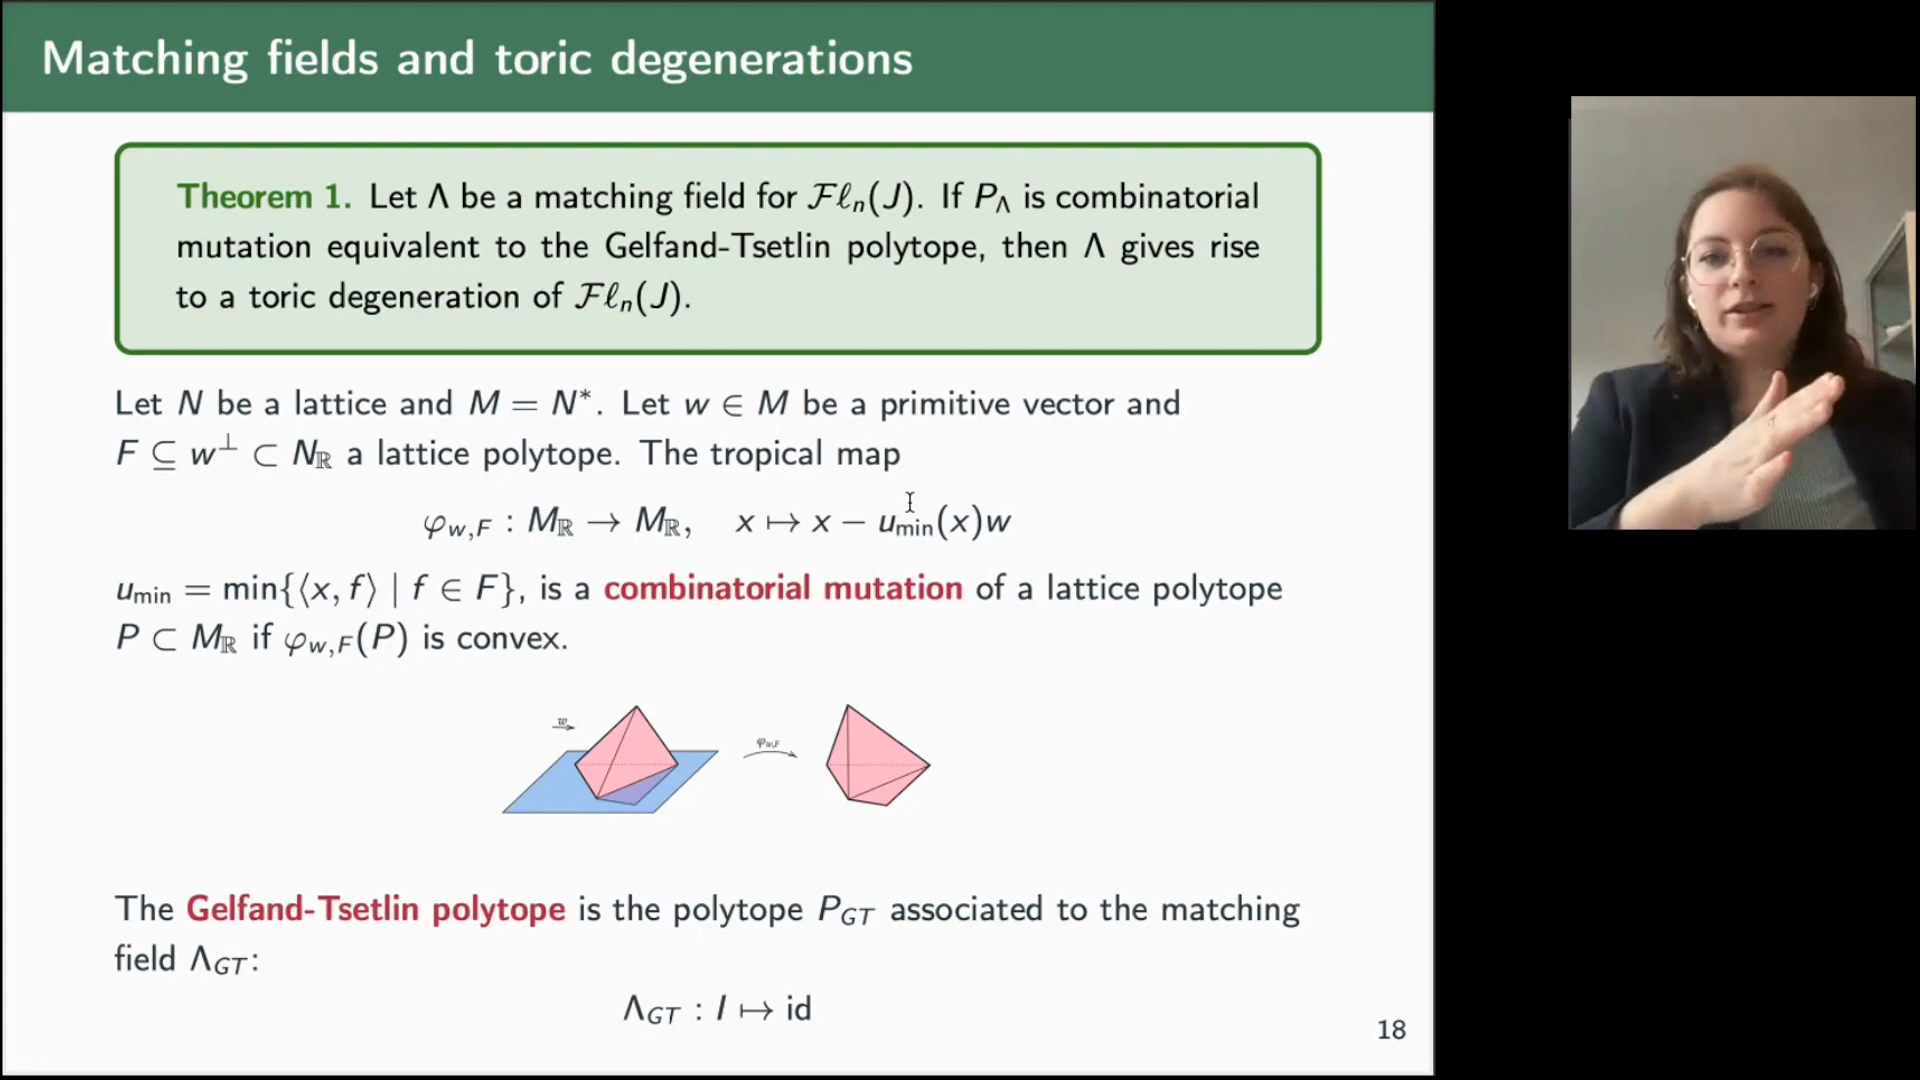 Matching fields and toric degenerations
Theorem 1. Let Λ be a matching field for ℱℓₙ(J). If P_Λ is combinatorial
mutation equivalent to the Gelfand-Tsetlin polytope, then Λ gives rise
to a toric degeneration of ℱℓₙ(J).
Let N be a lattice and M = N*. Let w ∈ M be a primitive vector and
F ⊆ w^⊥ ⊂ N_ℝ a lattice polytope. The tropical map
φ_{w,F} : M_ℝ → M_ℝ, x ↦ x − u_min(x)w
u_min = min{⟨x, f⟩ | f ∈ F}, is a combinatorial mutation of a lattice polytope
P ⊂ M_ℝ if φ_{w,F}(P) is convex.
w
φ_{w,F}
The Gelfand-Tsetlin polytope is the polytope P_GT associated to the matching
field Λ_GT:
Λ_GT : I ↦ id
18